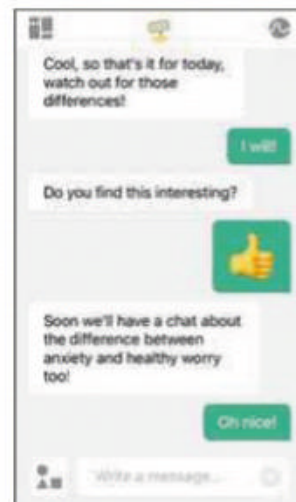 Cool, so that's it for today,
watch out for those
differences!
I will!
Do you find this interesting?
Soon we'll have a chat about
the difference between
anxiety and healthy worry
too!
Oh nice!
Write a message...